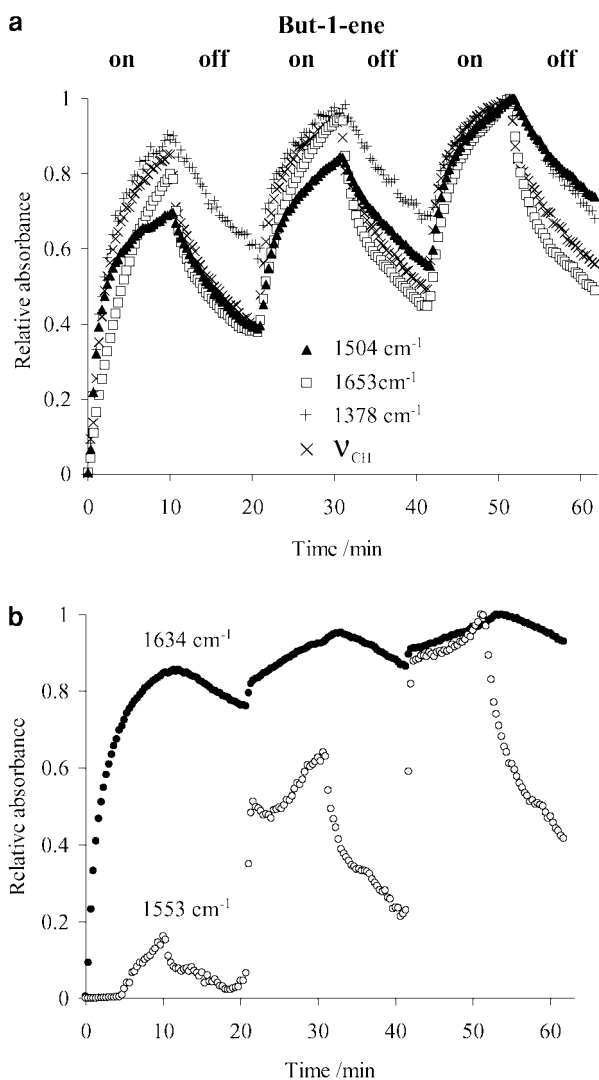 a
But-1-ene
on off on off on off
1
0.8
0.6
0.4
0.2
0
Relative absorbance
▲ 1504 cm⁻¹
□ 1653cm⁻¹
+ 1378 cm⁻¹
× ν_CH
0 10 20 30 40 50 60
Time /min
b
1
0.8
0.6
0.4
0.2
0
Relative absorbance
1634 cm⁻¹
1553 cm⁻¹
0 10 20 30 40 50 60
Time /min